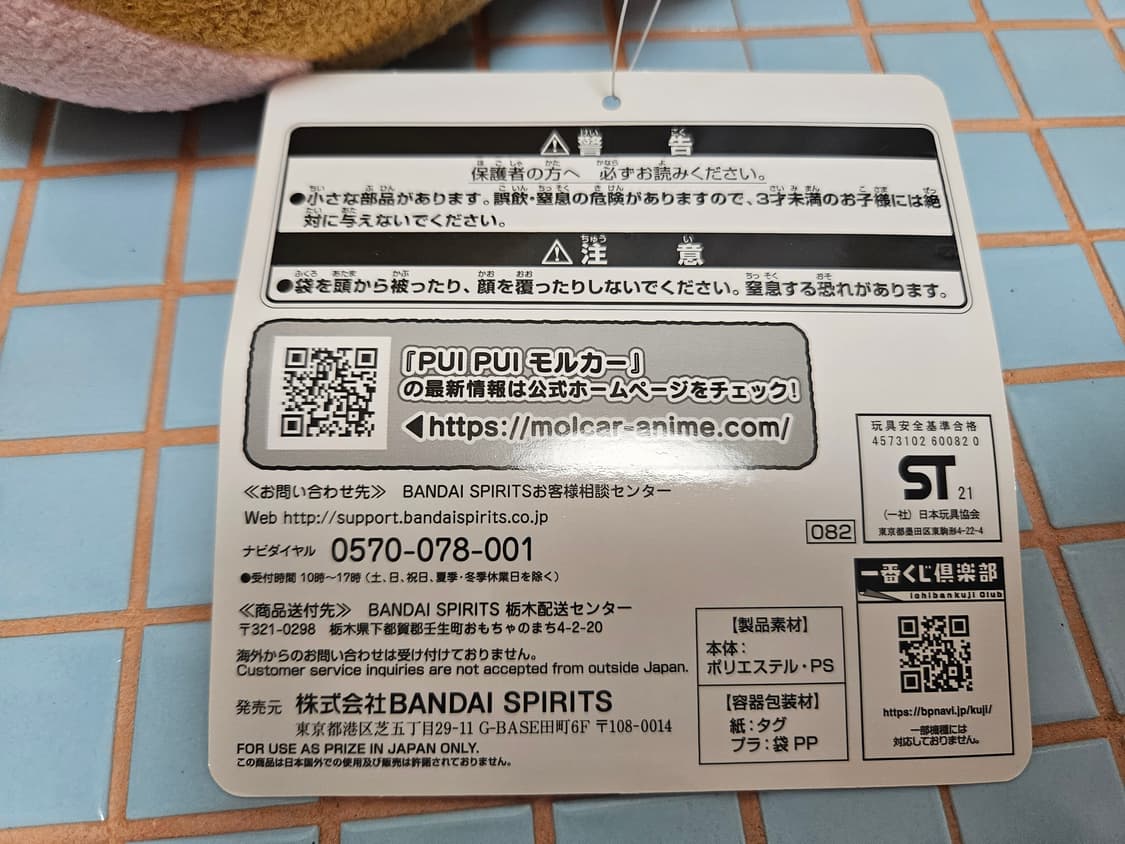 ⚠警告
保護者の方へ 必ずお読みください。
●小さな部品があります。誤飲・窒息の危険がありますので、3才未満のお子様には絶
対に与えないでください。
⚠注意
●袋を頭から被ったり、顔を覆ったりしないでください。窒息する恐れがあります。
『PUI PUI モルカー』
の最新情報は公式ホームページをチェック!
◀https://molcar-anime.com/
≪お問い合わせ先≫ BANDAI SPIRITSお客様相談センター
Web http://support.bandaispirits.co.jp
ナビダイヤル 0570-078-001
●受付時間 10時～17時(土、日、祝日、夏季・冬季休業日を除く)
≪商品送付先≫ BANDAI SPIRITS 栃木配送センター
〒321-0298 栃木県下都賀郡壬生町おもちゃのまち4-2-20
海外からのお問い合わせは受け付けておりません。
Customer service inquiries are not accepted from outside Japan.
発売元 株式会社BANDAI SPIRITS
東京都港区芝五丁目29-11 G-BASE田町6F 〒108-0014
FOR USE AS PRIZE IN JAPAN ONLY.
この商品は日本国外での使用及び販売は許諾されておりません。
082
玩具安全基準合格
4573102 60082 0
ST 21
(一社)日本玩具協会
東京都墨田区東駒形4-22-4
【製品素材】
本体:
ポリエステル・PS
【容器包装材】
紙:タグ
プラ:袋 PP
一番くじ倶楽部
ichibankuji Club
https://bpnavi.jp/kuji/
一部機種には
対応しておりません。